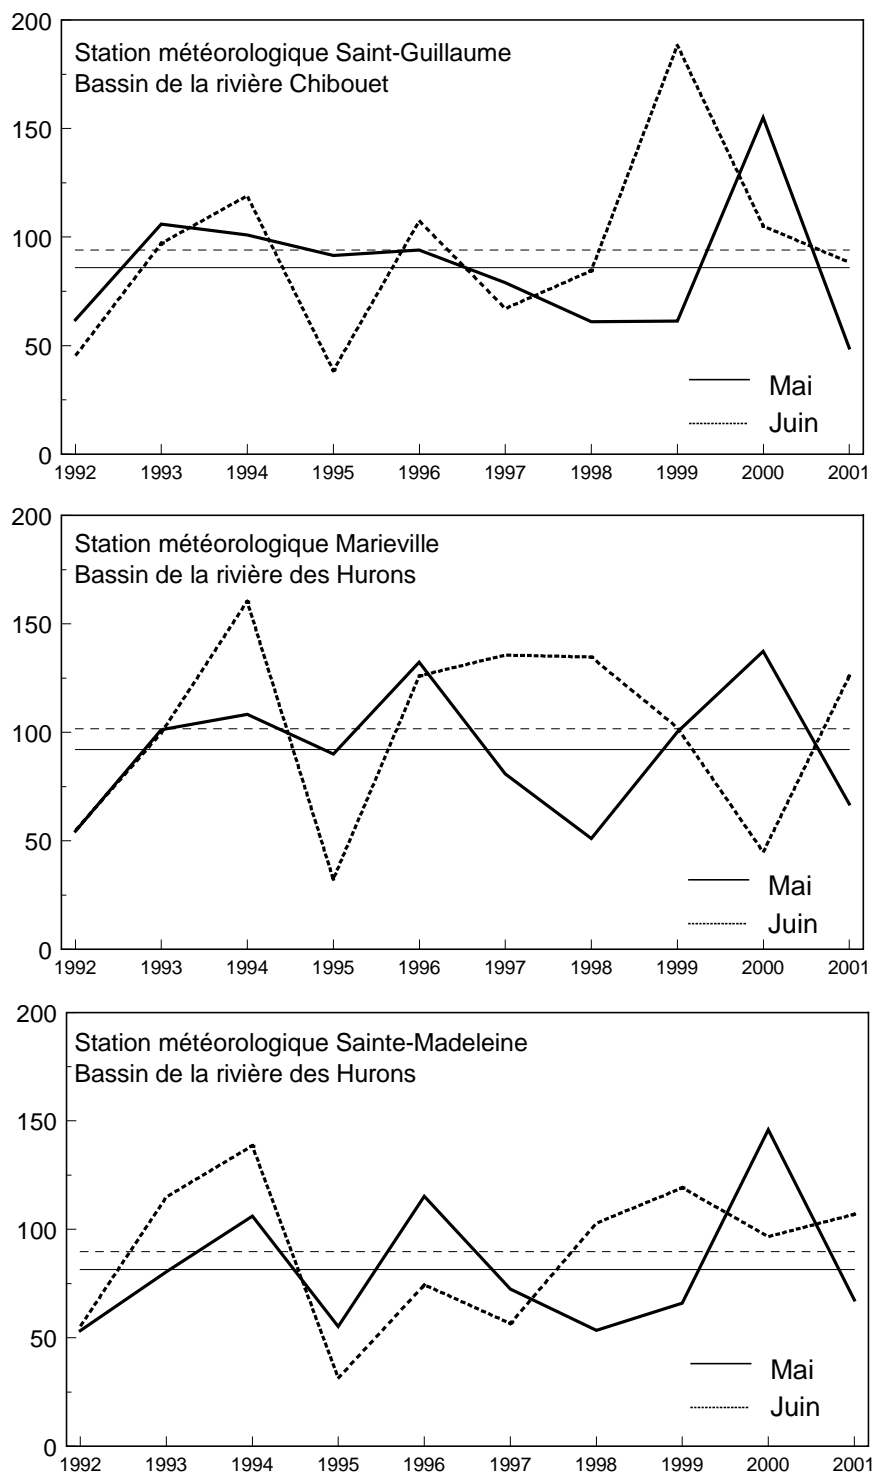 200
Station météorologique Saint-Guillaume
Bassin de la rivière Chibouet
150
100
50
Mai
Juin
0
1992 1993 1994 1995 1996 1997 1998 1999 2000 2001
200
Station météorologique Marieville
Bassin de la rivière des Hurons
150
100
50
Mai
Juin
0
1992 1993 1994 1995 1996 1997 1998 1999 2000 2001
200
Station météorologique Sainte-Madeleine
Bassin de la rivière des Hurons
150
100
50
Mai
Juin
0
1992 1993 1994 1995 1996 1997 1998 1999 2000 2001